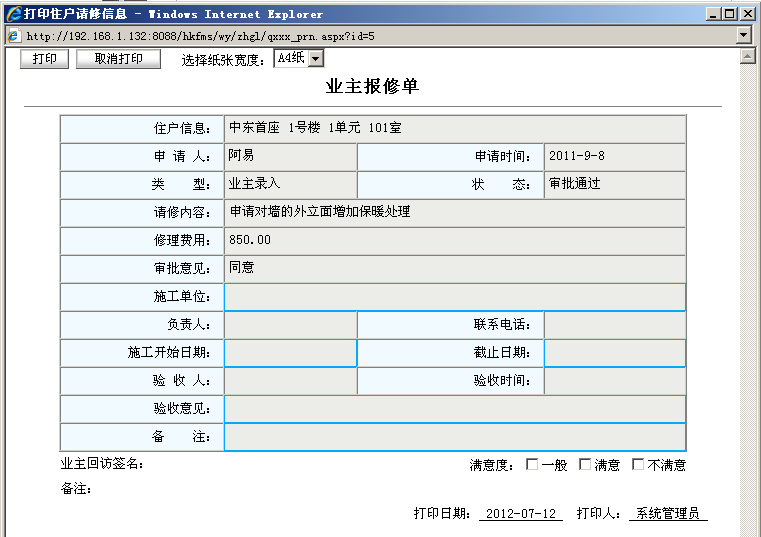 打印住户请修信息 - Windows Internet Explorer
http://192.168.1.132:8088/hkfms/wy/zhgl/qxxx_prn.aspx?id=5
打印 取消打印 选择纸张宽度： A4纸
业主报修单
住户信息： 中东首座 1号楼 1单元 101室
申 请 人： 阿易 申请时间： 2011-9-8
类 型： 业主录入 状 态： 审批通过
请修内容： 申请对墙的外立面增加保暖处理
修理费用： 850.00
审批意见： 同意
施工单位：
负责人： 联系电话：
施工开始日期： 截止日期：
验 收 人： 验收时间：
验收意见：
备 注：
业主回访签名： 满意度： 一般 满意 不满意
备注：
打印日期： 2012-07-12 打印人： 系统管理员